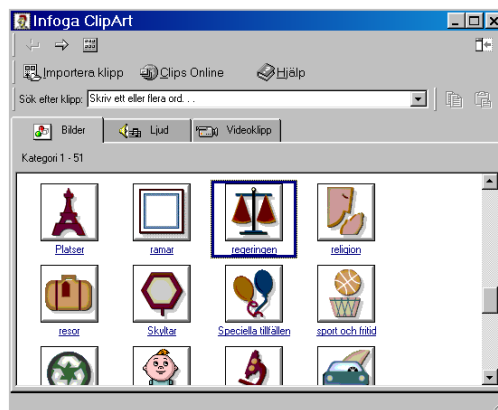 Infoga ClipArt
Importera klipp Clips Online Hjälp
Sök efter klipp: Skriv ett eller flera ord. . .
Bilder Ljud Videoklipp
Kategori 1 - 51
Platser ramar regeringen religion
resor Skyltar Speciella tillfällen sport och fritid